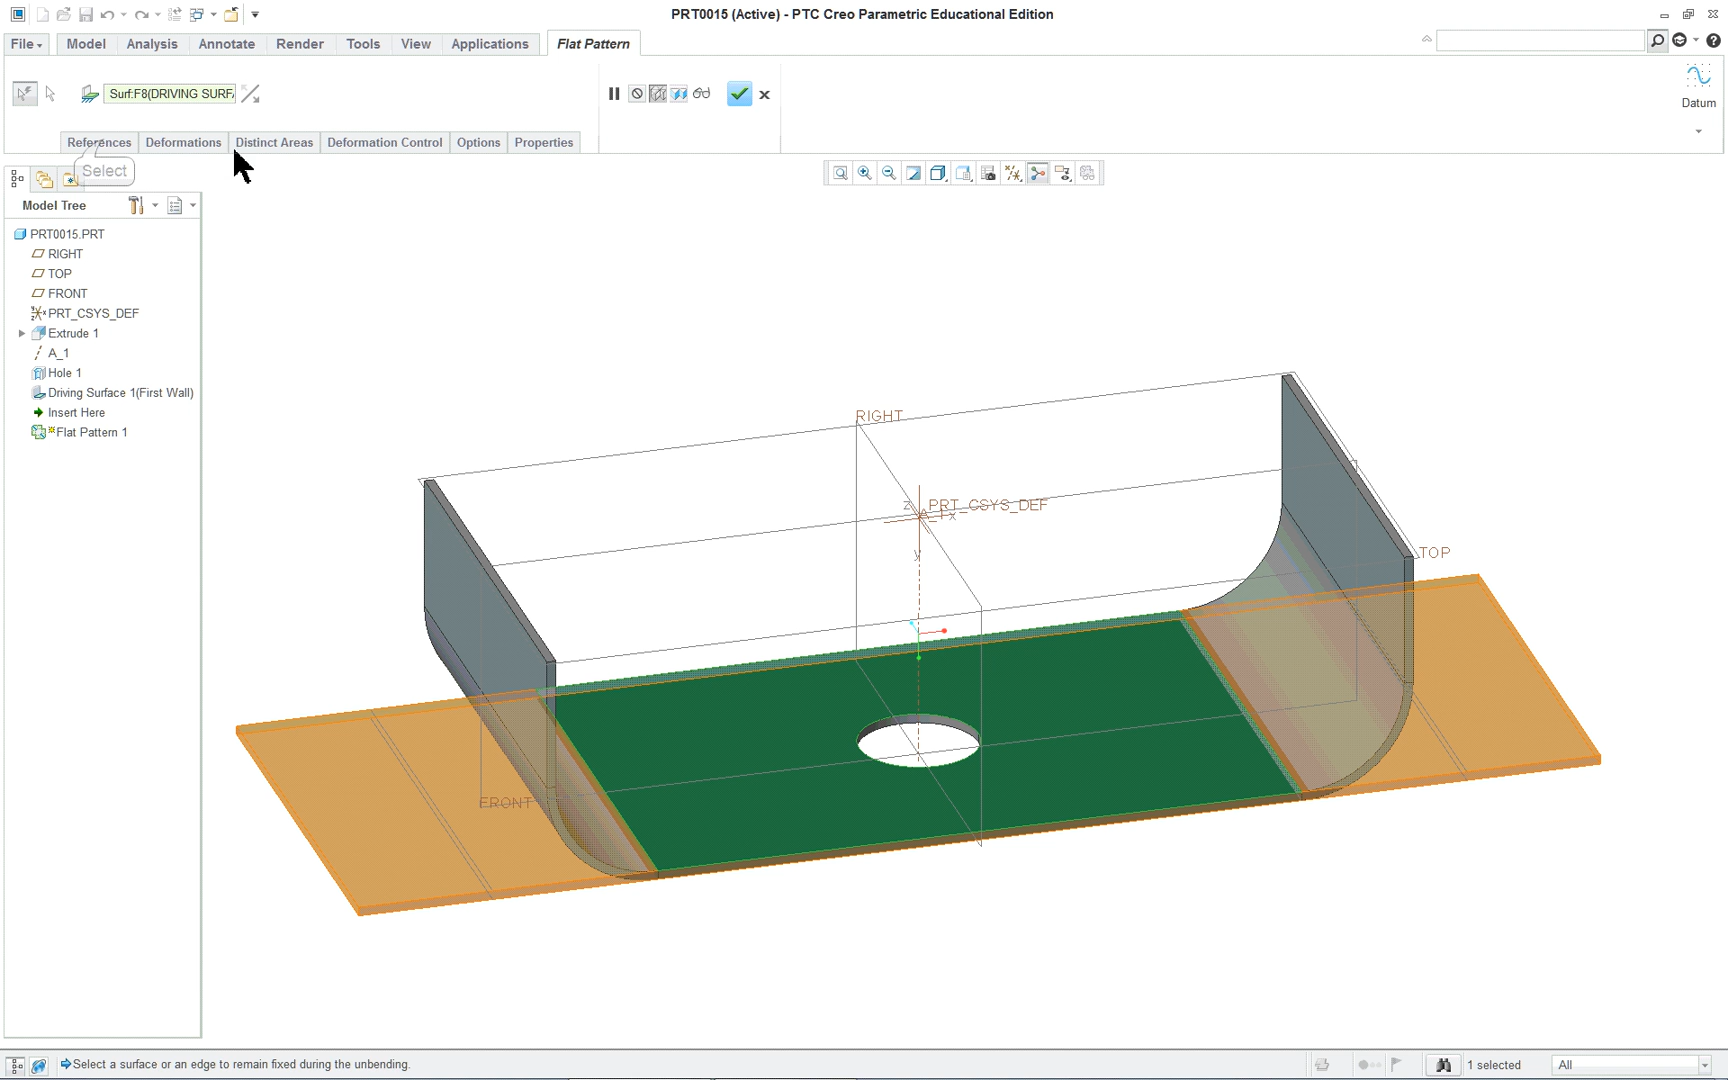 PRT0015 (Active) - PTC Creo Parametric Educational Edition
File Model Analysis Annotate Render Tools View Applications Flat Pattern
Surf:F8(DRIVING SURFA
Datum
References Deformations Distinct Areas Deformation Control Options Properties
Select
Model Tree
PRT0015.PRT
RIGHT
TOP
FRONT
PRT_CSYS_DEF
Extrude 1
A_1
Hole 1
Driving Surface 1(First Wall)
Insert Here
Flat Pattern 1
RIGHT
z PRT_CSYS_DEF
x
y
TOP
FRONT
Select a surface or an edge to remain fixed during the unbending.
1 selected
All